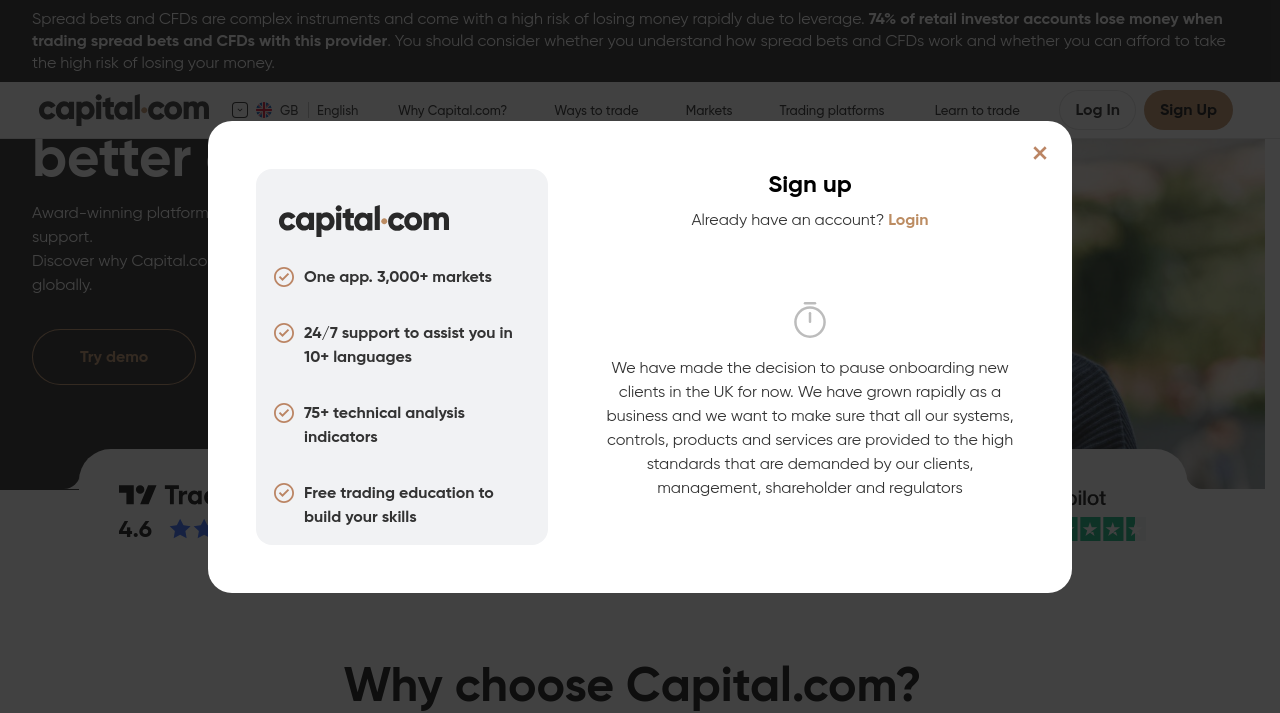 Spread bets and CFDs are complex instruments and come with a high risk of losing money rapidly due to leverage. 74% of retail investor accounts lose money when
trading spread bets and CFDs with this provider. You should consider whether you understand how spread bets and CFDs work and whether you can afford to take
the high risk of losing your money.
capital.com
GB
English
Why Capital.com?
Ways to trade
Markets
Trading platforms
Learn to trade
Log In
Sign Up
better
Award-winning platform
support.
Discover why Capital.co
globally.
Try demo
4.6
capital.com
One app. 3,000+ markets
24/7 support to assist you in
10+ languages
75+ technical analysis
indicators
Free trading education to
build your skills
Sign up
Already have an account? Login
We have made the decision to pause onboarding new
clients in the UK for now. We have grown rapidly as a
business and we want to make sure that all our systems,
controls, products and services are provided to the high
standards that are demanded by our clients,
management, shareholder and regulators
pilot
Why choose Capital.com?